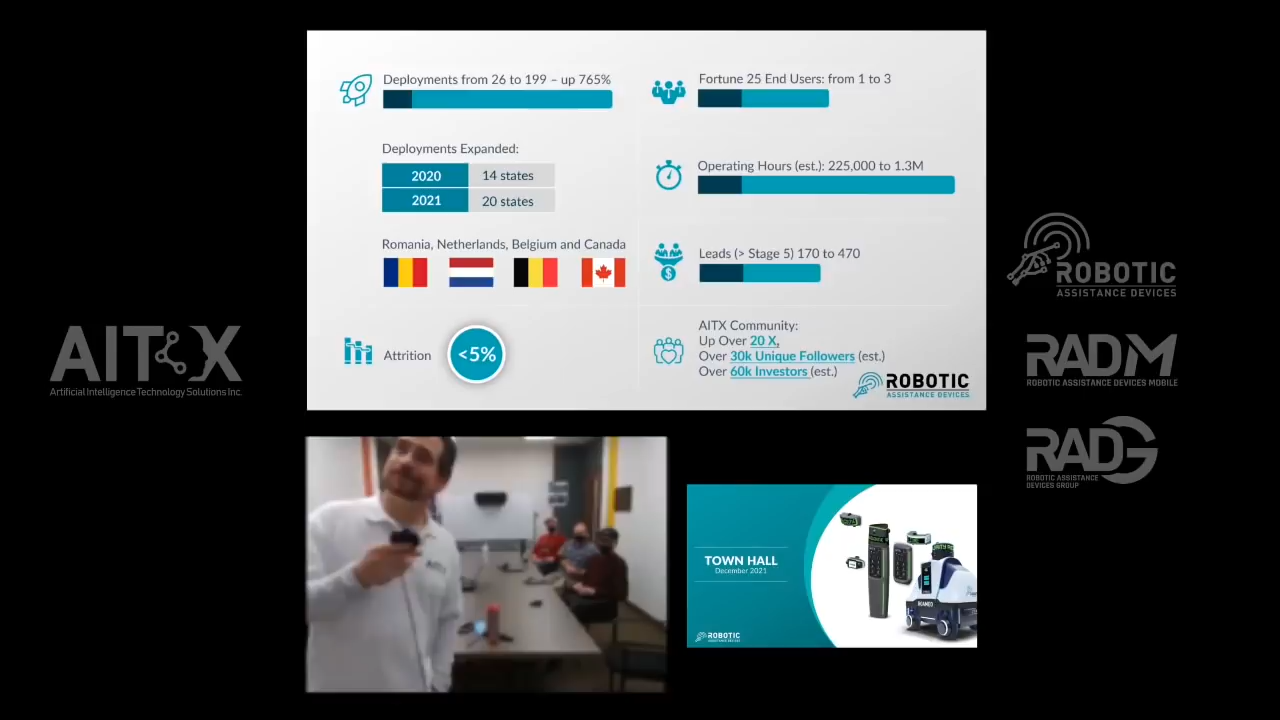 Deployments from 26 to 199 – up 765%
Deployments Expanded:
2020 14 states
2021 20 states
Romania, Netherlands, Belgium and Canada
Attrition <5%
Fortune 25 End Users: from 1 to 3
Operating Hours (est.): 225,000 to 1.3M
Leads (> Stage 5) 170 to 470
$
AITX Community:
Up Over 20 X,
Over 30k Unique Followers (est.)
Over 60k Investors (est.)
ROBOTIC
ASSISTANCE DEVICES
AITX
Artificial Intelligence Technology Solutions Inc.
ROBOTIC
ASSISTANCE DEVICES
RADM
ROBOTIC ASSISTANCE DEVICES MOBILE
RADG
ROBOTIC ASSISTANCE
DEVICES GROUP
AITX
TOWN HALL
December 2021
ROBOTIC
ASSISTANCE DEVICES